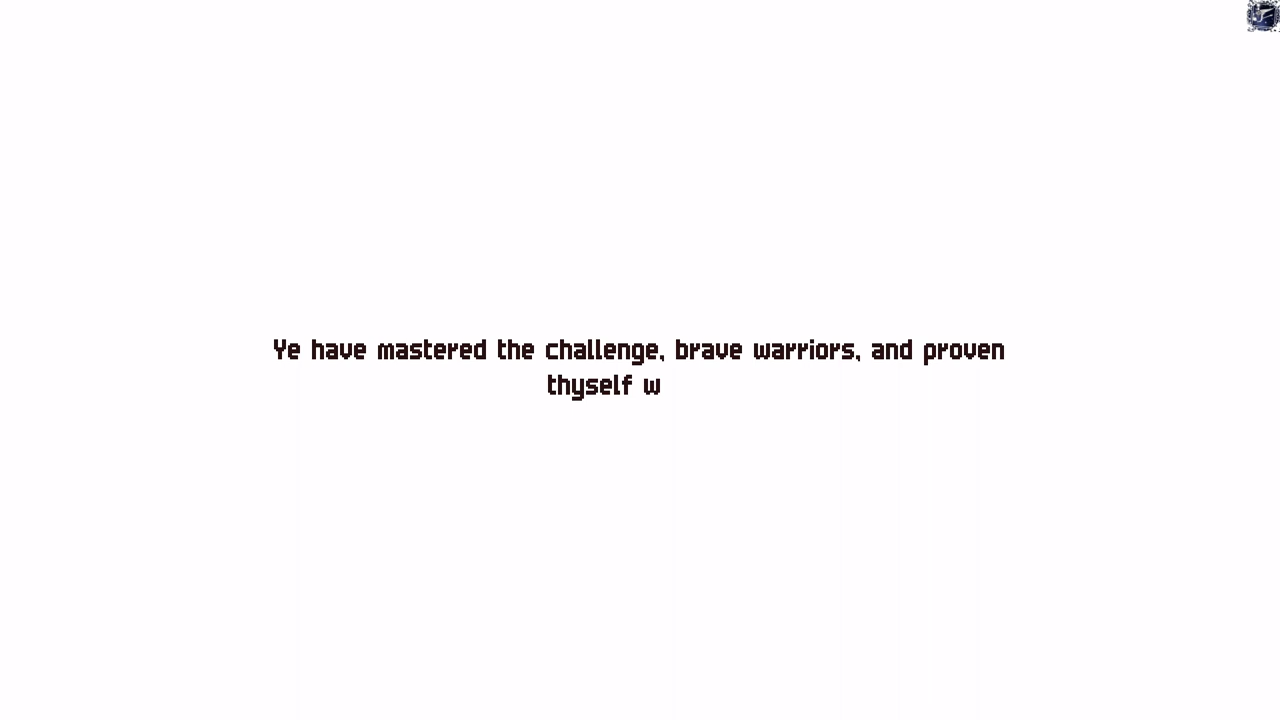 Ye have mastered the challenge, brave warriors, and proven
thyself w